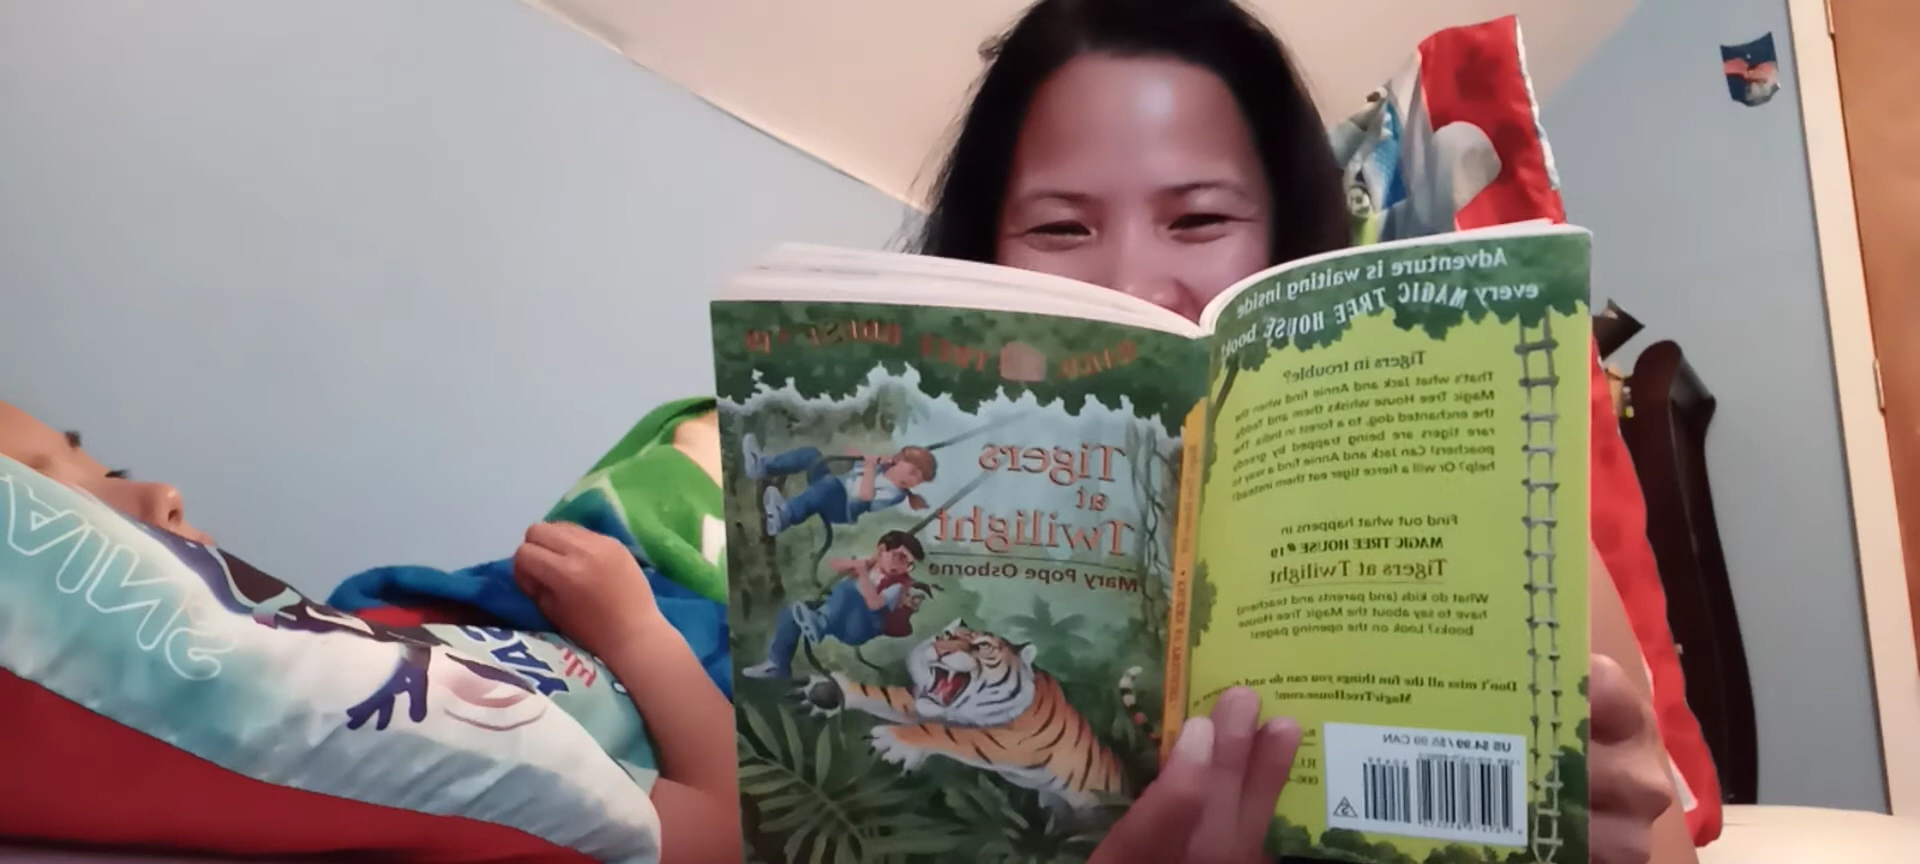 MAGIC TREE HOUSE #19
Tigers
at
Twilight
Mary Pope Osborne
Adventure is waiting inside
every MAGIC TREE HOUSE book!
Tigers in trouble?
That's what Jack and Annie find when the
Magic Tree House whisks them and Teddy,
the enchanted dog, to a forest in India. The
rare tigers are being trapped by greedy
poachers! Can Jack and Annie find a way to
help? Or will a fierce tiger eat them instead?
Find out what happens in
MAGIC TREE HOUSE #19
Tigers at Twilight
What do kids (and parents and teachers)
have to say about the Magic Tree House
books? Look on the opening pages!
Don't miss all the fun things you can do and
MagicTreeHouse.com!
US $4.99 / $5.99 CAN